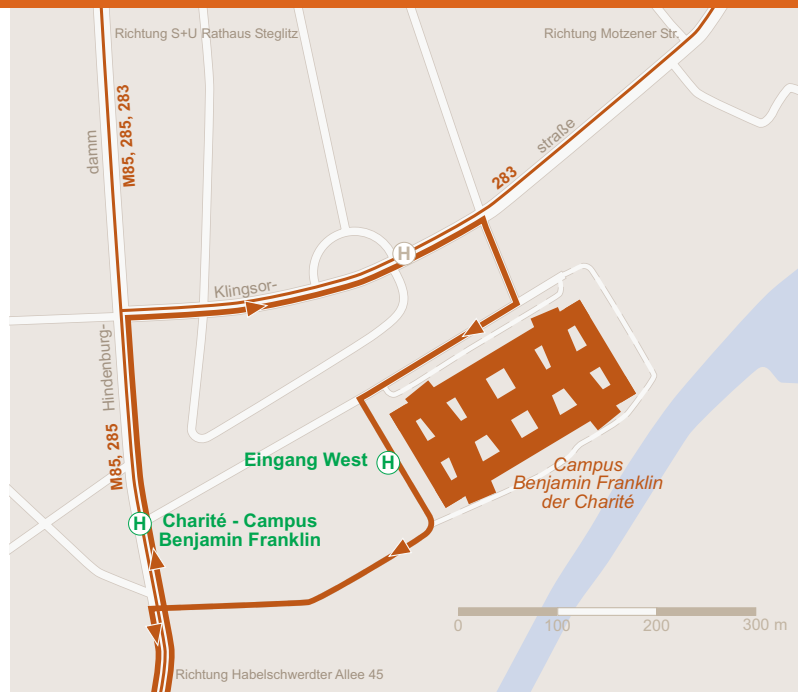 Richtung S+U Rathaus Steglitz
Richtung Motzener Str.
M85, 285, 283
damm
straße
283
H
Klingsor-
Hindenburg-
M85, 285
Eingang West H
Campus
Benjamin Franklin
der Charité
H Charité - Campus
Benjamin Franklin
0 100 200 300 m
Richtung Habelschwerdter Allee 45